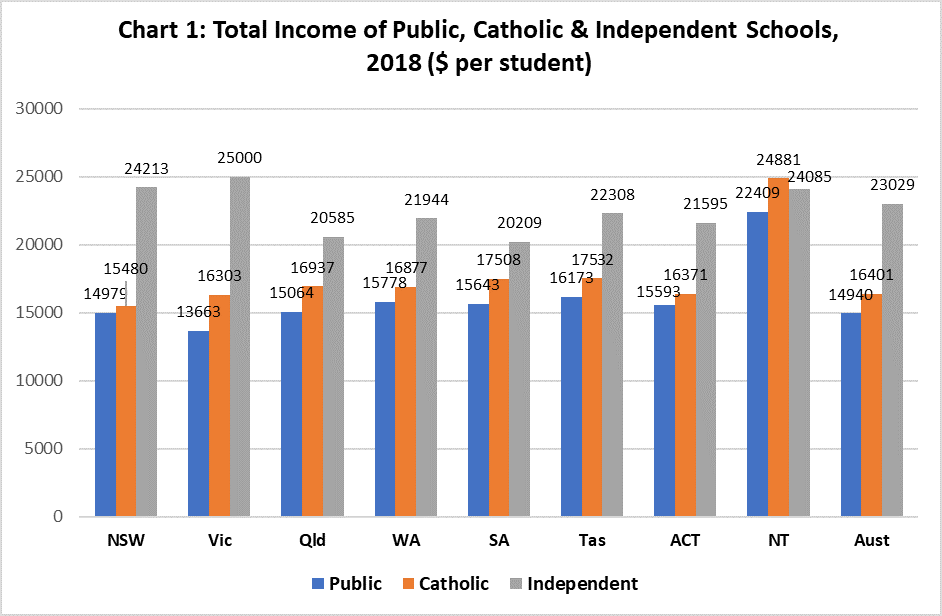 Chart 1: Total Income of Public, Catholic & Independent Schools,
2018 ($ per student)
30000
25000
20000
15000
10000
5000
0
14979 15480 24213
13663 16303 25000
15064 16937 20585
15778 16877 21944
15643 17508 20209
16173 17532 22308
15593 16371 21595
22409 24881 24085
14940 16401 23029
NSW Vic Qld WA SA Tas ACT NT Aust
Public Catholic Independent